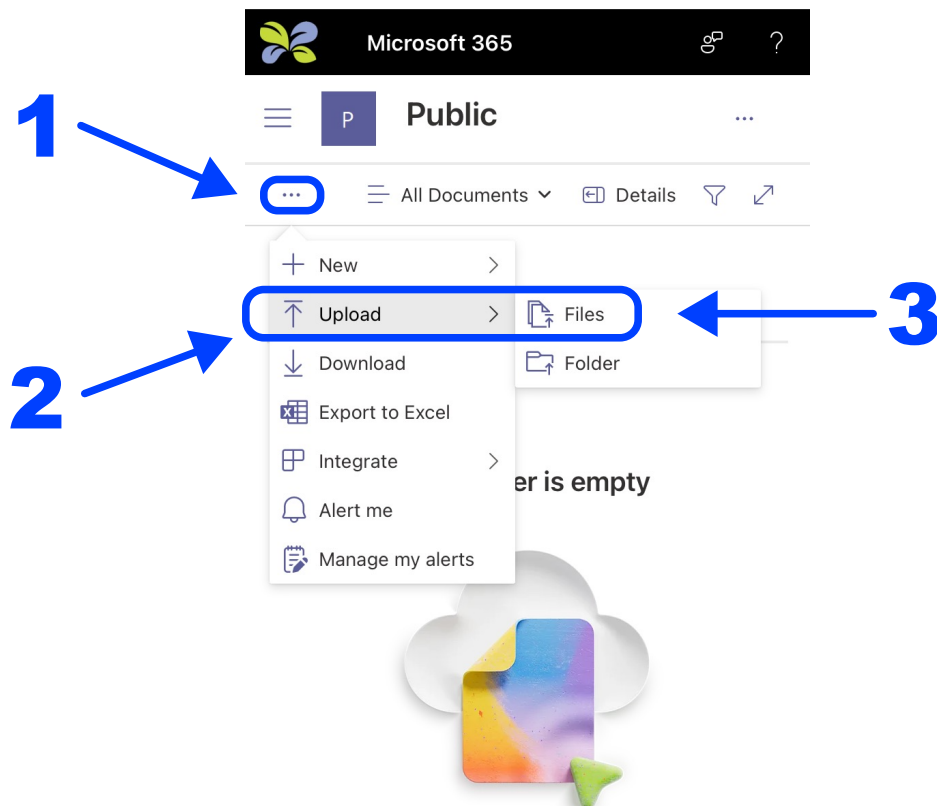 Microsoft 365
?
P
Public
...
1
...
All Documents
Details
New
Upload
Files
3
Download
Folder
2
Export to Excel
Integrate
er is empty
Alert me
Manage my alerts